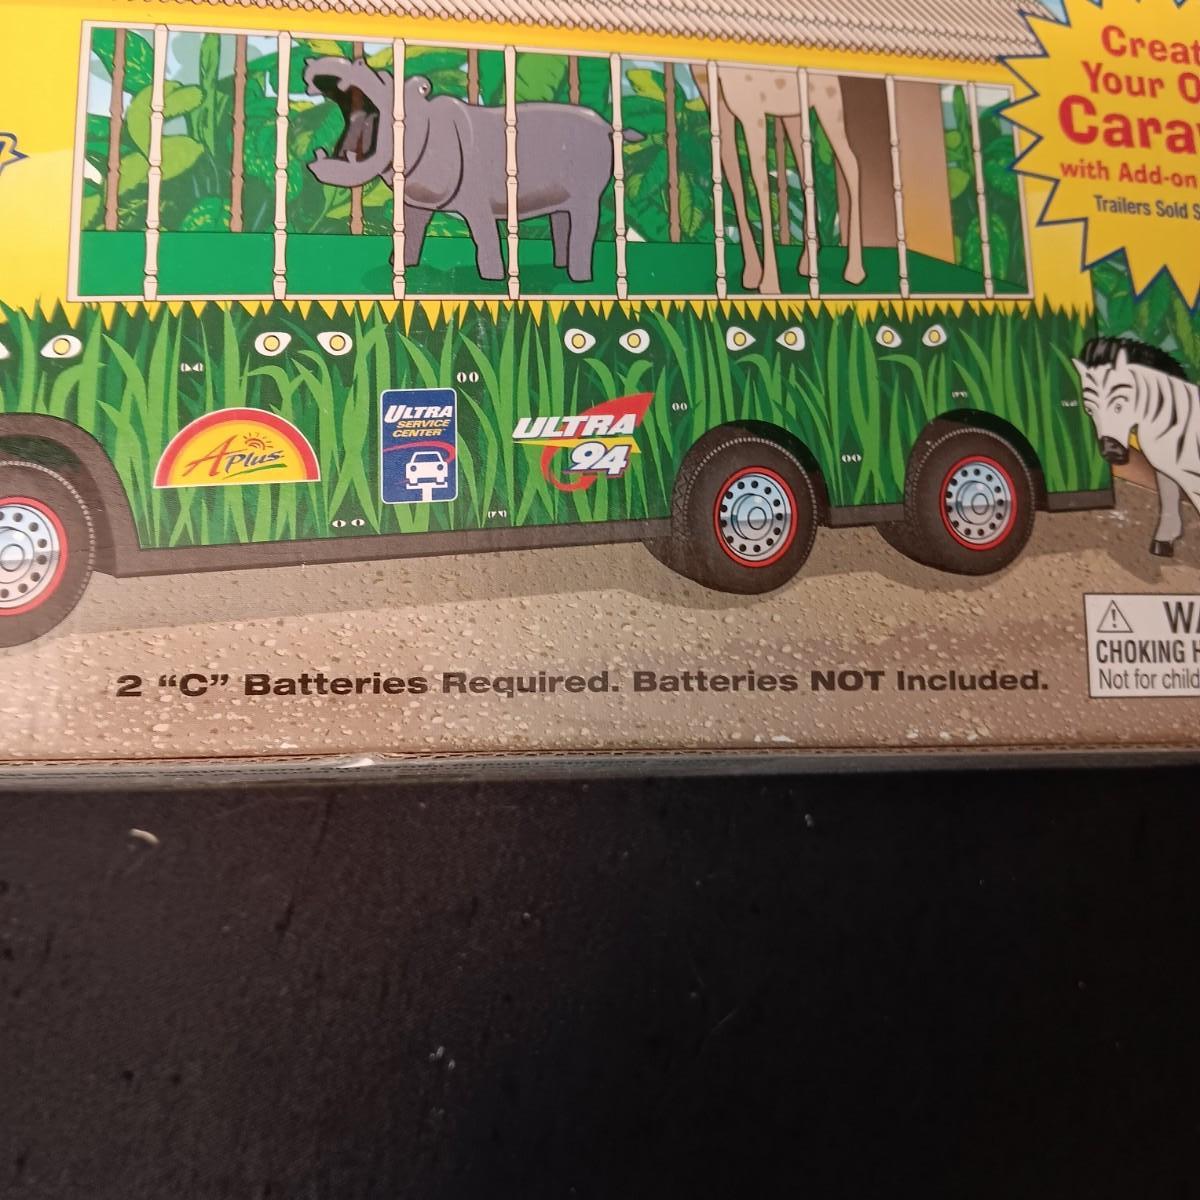 Creat
Your O
Cara
with Add-on
Trailers Sold S
ULTRA
SERVICE
CENTER
APlus
ULTRA
94
2 "C" Batteries Required. Batteries NOT Included.
WA
CHOKING H
Not for child